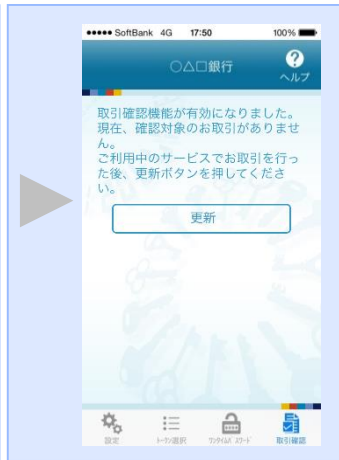 ●●●●● SoftBank 4G 17:50 100%
○△□銀行
?
ヘルプ
取引確認機能が有効になりました。
現在、確認対象のお取引がありませ
ん。
ご利用中のサービスでお取引を行っ
た後、更新ボタンを押してくださ
い。
更新
設定 トークン選択 ワンタイムパスワード 取引確認